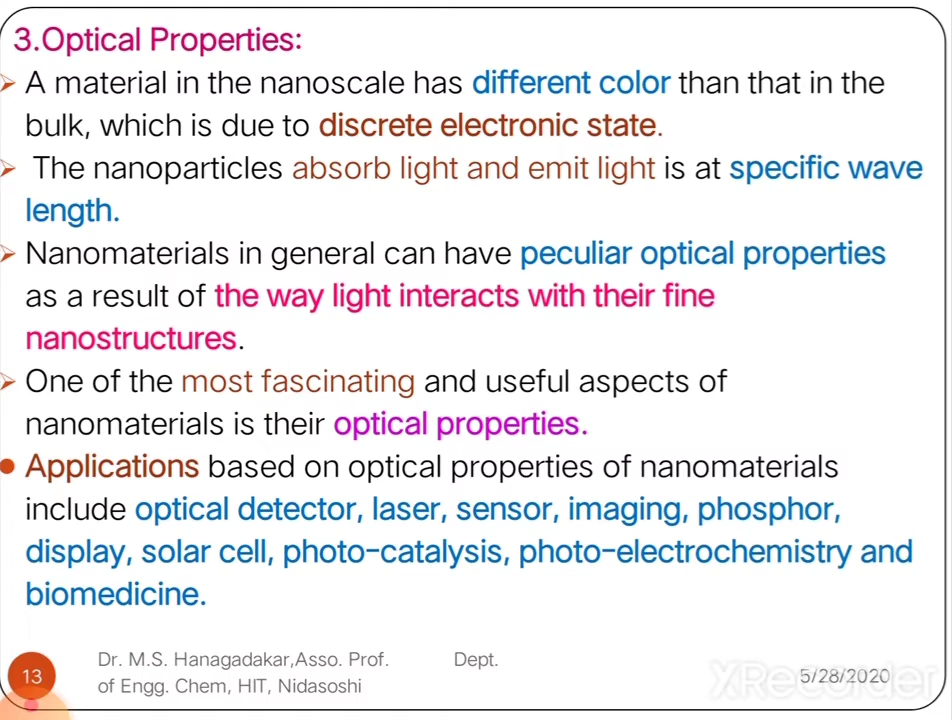 3.Optical Properties:
A material in the nanoscale has different color than that in the
bulk, which is due to discrete electronic state.
The nanoparticles absorb light and emit light is at specific wave
length.
Nanomaterials in general can have peculiar optical properties
as a result of the way light interacts with their fine
nanostructures.
One of the most fascinating and useful aspects of
nanomaterials is their optical properties.
Applications based on optical properties of nanomaterials
include optical detector, laser, sensor, imaging, phosphor,
display, solar cell, photo-catalysis, photo-electrochemistry and
biomedicine.
13
Dr. M.S. Hanagadakar,Asso. Prof. Dept.
of Engg. Chem, HIT, Nidasoshi
5/28/2020
XRecorder